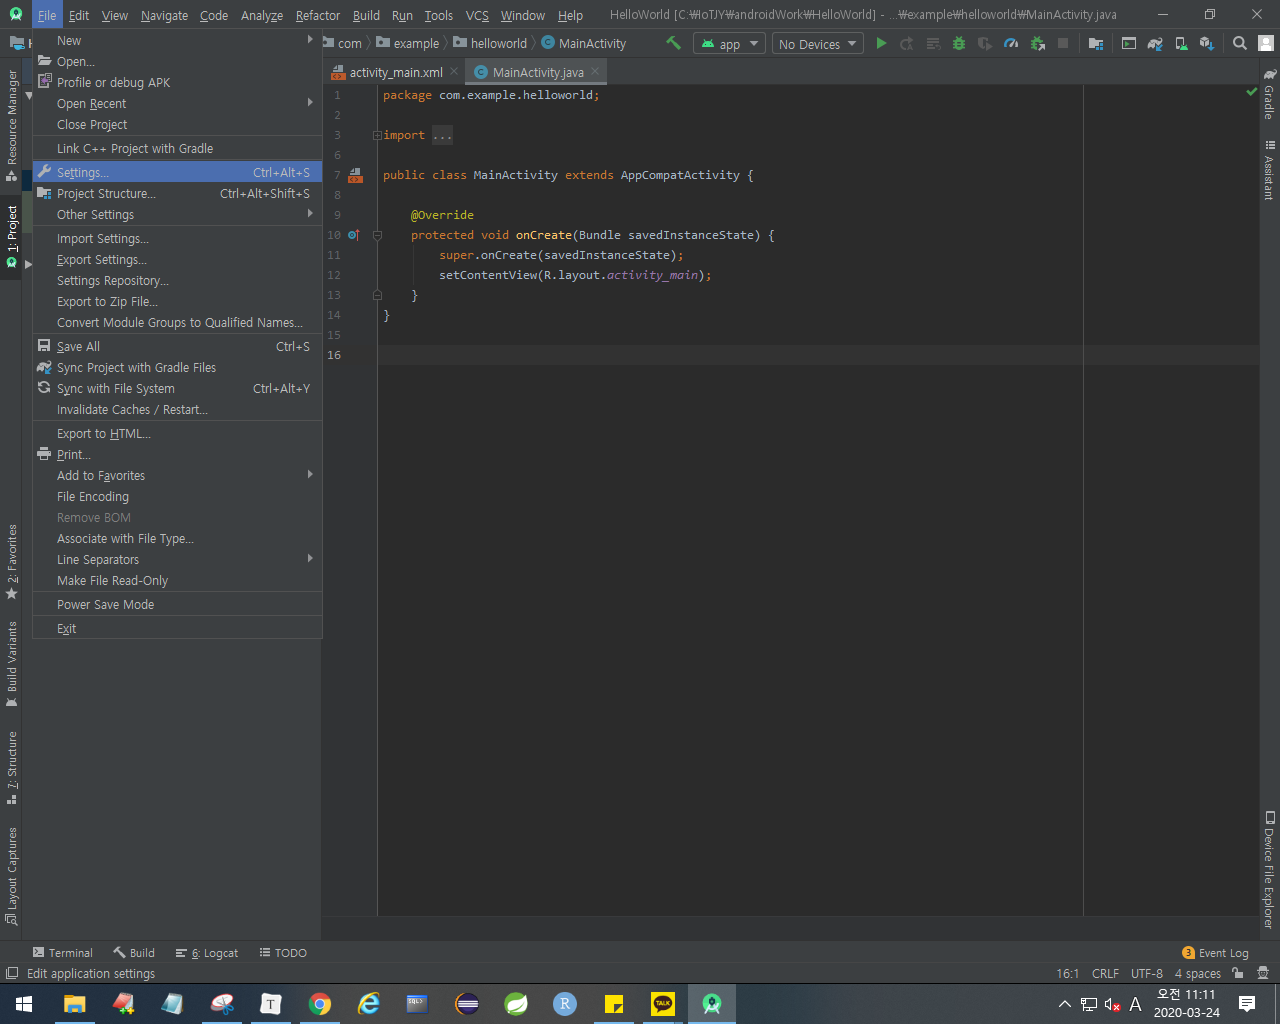 File Edit View Navigate Code Analyze Refactor Build Run Tools VCS Window Help HelloWorld [C:₩IoTJY₩androidWork₩HelloWorld] - ...₩example₩helloworld₩MainActivity.java
com example helloworld MainActivity app No Devices
activity_main.xml MainActivity.java
New
Open...
Profile or debug APK
Open Recent
Close Project
Link C++ Project with Gradle
Settings... Ctrl+Alt+S
Project Structure... Ctrl+Alt+Shift+S
Other Settings
Import Settings...
Export Settings...
Settings Repository...
Export to Zip File...
Convert Module Groups to Qualified Names...
Save All Ctrl+S
Sync Project with Gradle Files
Sync with File System Ctrl+Alt+Y
Invalidate Caches / Restart...
Export to HTML...
Print...
Add to Favorites
File Encoding
Remove BOM
Associate with File Type...
Line Separators
Make File Read-Only
Power Save Mode
Exit
Resource Manager
1: Project
2: Favorites
Build Variants
7: Structure
Layout Captures
1 package com.example.helloworld;
2
3 import ...
6
7 public class MainActivity extends AppCompatActivity {
8
9 @Override
10 protected void onCreate(Bundle savedInstanceState) {
11 super.onCreate(savedInstanceState);
12 setContentView(R.layout.activity_main);
13 }
14 }
15
16
Gradle
Assistant
Device File Explorer
Terminal Build 6: Logcat TODO 3 Event Log
Edit application settings 16:1 CRLF UTF-8 4 spaces
SQL> T R TALK A 오전 11:11
2020-03-24